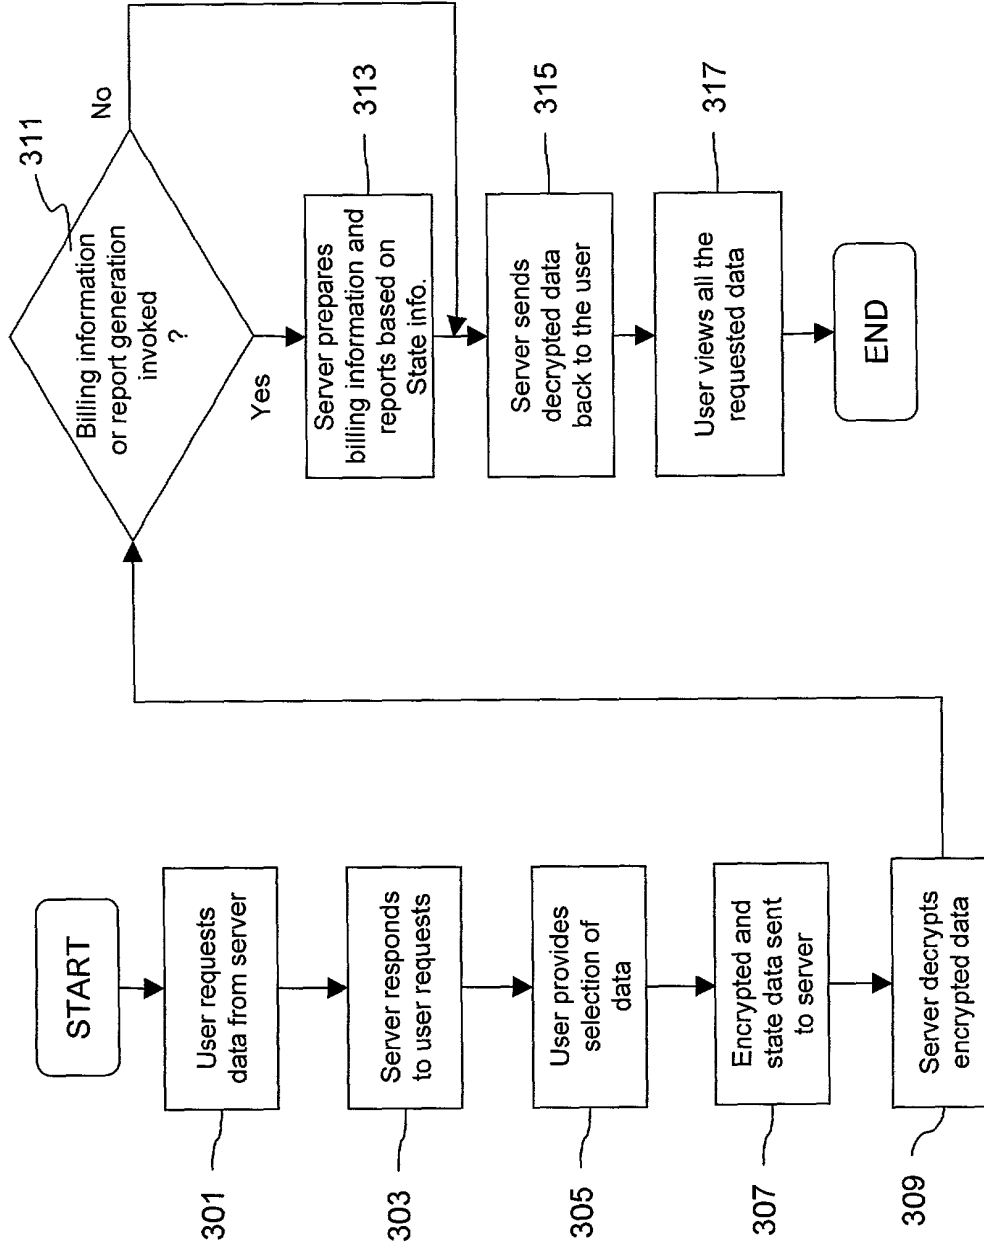 START
301
User requests
data from server
303
Server responds
to user requests
305
User provides
selection of
data
307
Encrypted and
state data sent
to server
309
Server decrypts
encrypted data
311
Billing information
or report generation
invoked
?
No
Yes
313
Server prepares
billing information and
reports based on
State info.
315
Server sends
decrypted data
back to the user
317
User views all the
requested data
END